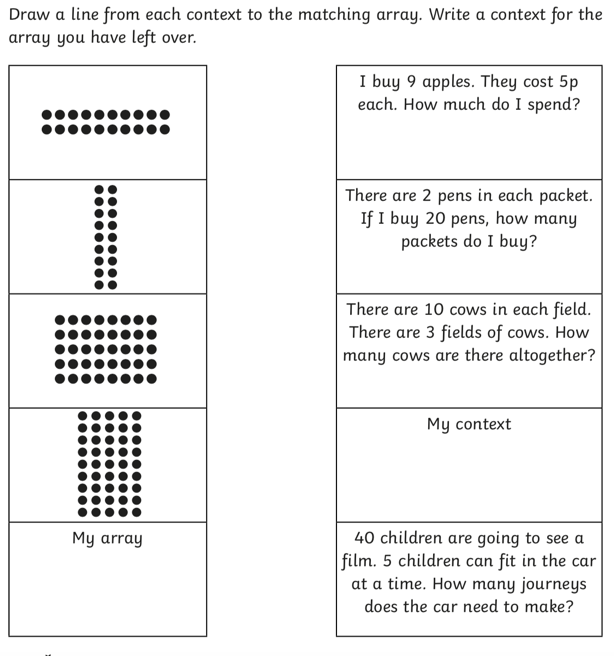 Draw a line from each context to the matching array. Write a context for the
array you have left over.
I buy 9 apples. They cost 5p
each. How much do I spend?
There are 2 pens in each packet.
If I buy 20 pens, how many
packets do I buy?
There are 10 cows in each field.
There are 3 fields of cows. How
many cows are there altogether?
My context
My array
40 children are going to see a
film. 5 children can fit in the car
at a time. How many journeys
does the car need to make?